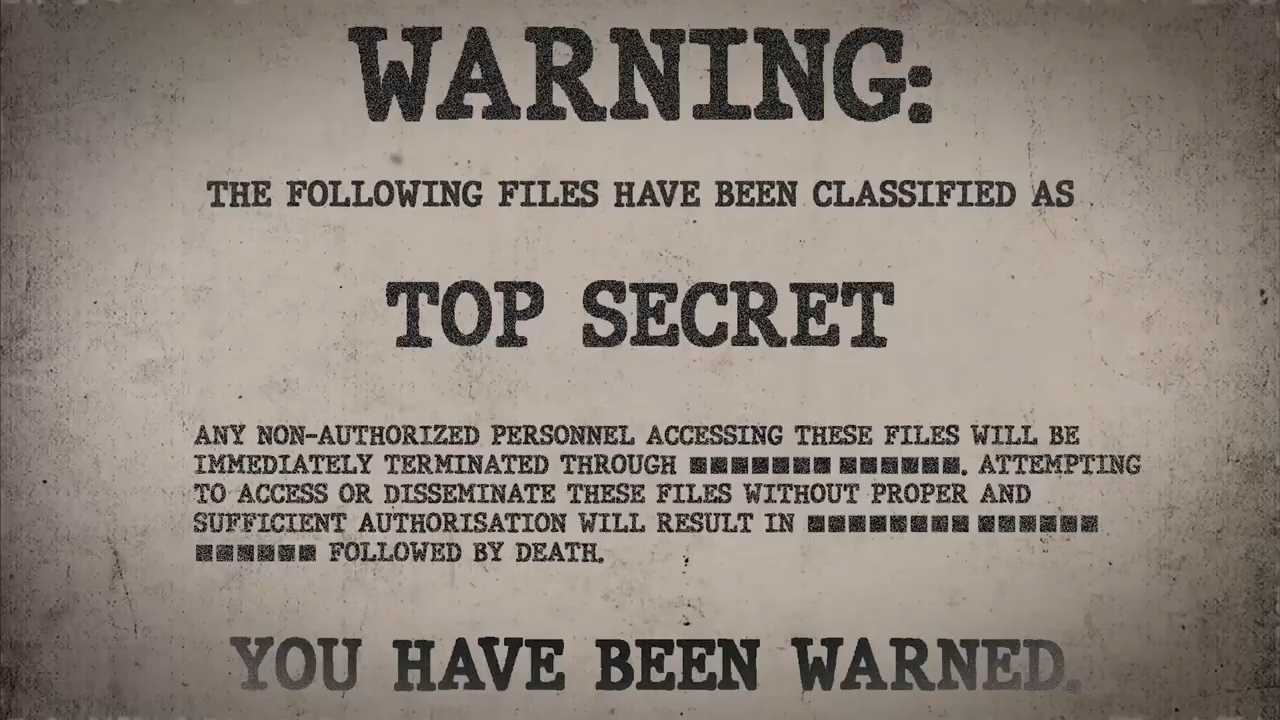 WARNING:
THE FOLLOWING FILES HAVE BEEN CLASSIFIED AS
TOP SECRET
ANY NON-AUTHORIZED PERSONNEL ACCESSING THESE FILES WILL BE
IMMEDIATELY TERMINATED THROUGH ■■■■■■■ ■■■■■■. ATTEMPTING
TO ACCESS OR DISSEMINATE THESE FILES WITHOUT PROPER AND
SUFFICIENT AUTHORISATION WILL RESULT IN ■■■■■■■■ ■■■■■■
■■■■■■ FOLLOWED BY DEATH.
YOU HAVE BEEN WARNED.